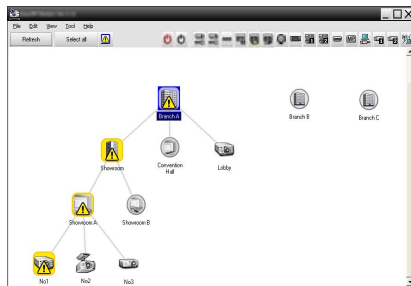 File Edit View Tool Help
Refresh Select all
Branch A
Branch B
Branch C
Showroom
Convention
Hall
Lobby
Showroom A
Showroom B
No1
No2
No3